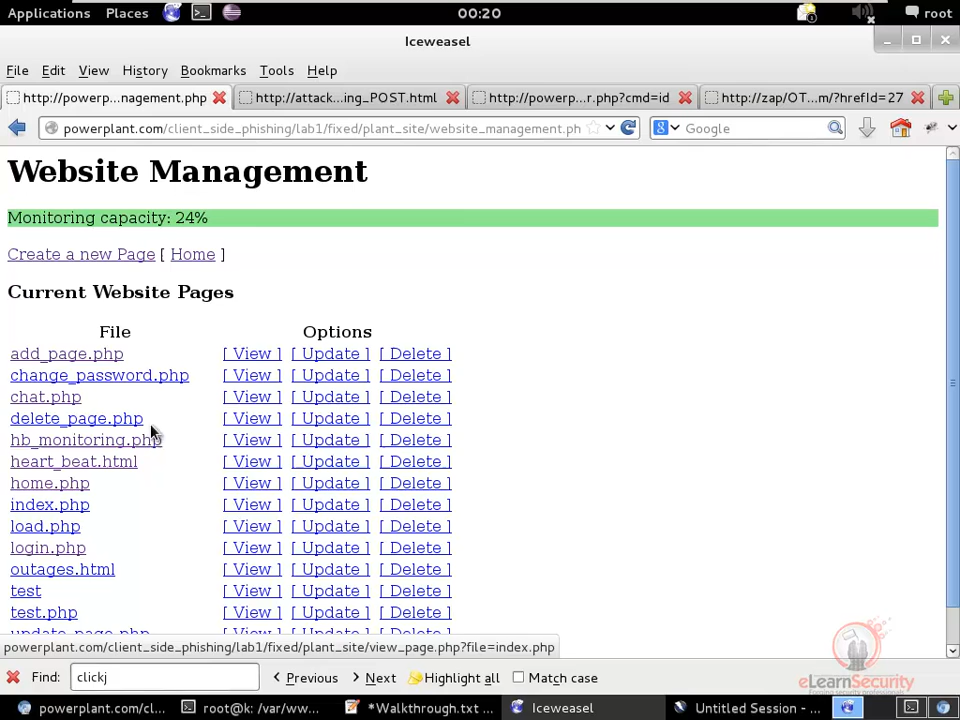 Applications Places 00:20 root
Iceweasel
File Edit View History Bookmarks Tools Help
http://powerp...nagement.php http://attack...ing_POST.html http://powerp...r.php?cmd=id http://zap/OT...m/?hrefId=27
powerplant.com/client_side_phishing/lab1/fixed/plant_site/website_management.ph Google
Website Management
Monitoring capacity: 24%
Create a new Page [ Home ]
Current Website Pages
File Options
add_page.php [ View ] [ Update ] [ Delete ]
change_password.php [ View ] [ Update ] [ Delete ]
chat.php [ View ] [ Update ] [ Delete ]
delete_page.php [ View ] [ Update ] [ Delete ]
hb_monitoring.php [ View ] [ Update ] [ Delete ]
heart_beat.html [ View ] [ Update ] [ Delete ]
home.php [ View ] [ Update ] [ Delete ]
index.php [ View ] [ Update ] [ Delete ]
load.php [ View ] [ Update ] [ Delete ]
login.php [ View ] [ Update ] [ Delete ]
outages.html [ View ] [ Update ] [ Delete ]
test [ View ] [ Update ] [ Delete ]
test.php [ View ] [ Update ] [ Delete ]
update_page.php
powerplant.com/client_side_phishing/lab1/fixed/plant_site/view_page.php?file=index.php
Find: clickj Previous Next Highlight all Match case
eLearnSecurity
Forging security professionals
powerplant.com/cl... root@k: /var/ww... *Walkthrough.txt ... Iceweasel Untitled Session - ...